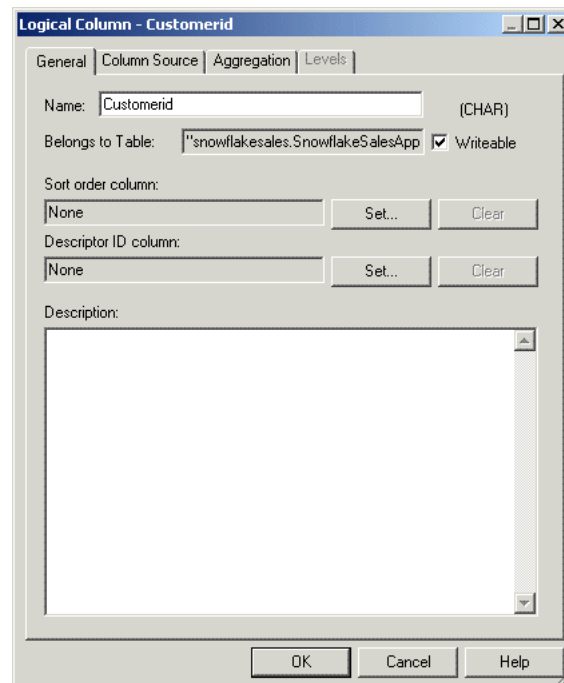 Logical Column - Customerid
General Column Source Aggregation Levels
Name: Customerid (CHAR)
Belongs to Table: "snowflakesales.SnowflakeSalesApp Writeable
Sort order column:
None Set... Clear
Descriptor ID column:
None Set... Clear
Description:
OK Cancel Help